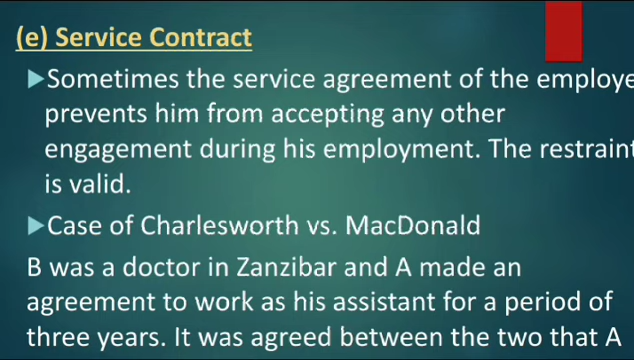 (e) Service Contract
Sometimes the service agreement of the employe
prevents him from accepting any other
engagement during his employment. The restraint
is valid.
Case of Charlesworth vs. MacDonald
B was a doctor in Zanzibar and A made an
agreement to work as his assistant for a period of
three years. It was agreed between the two that A